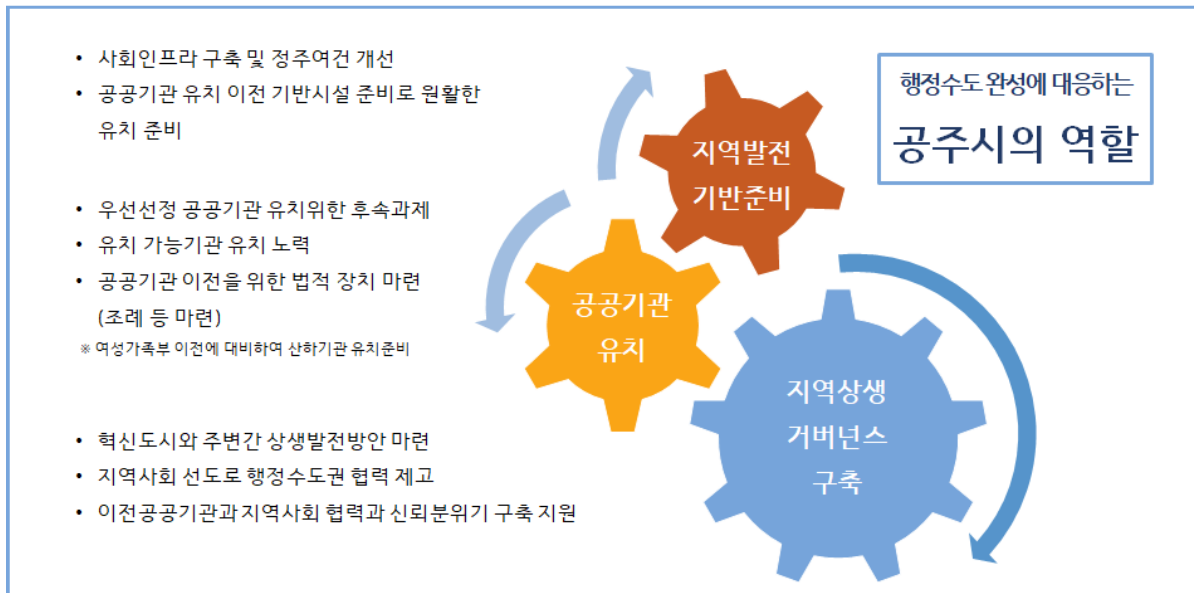 • 사회인프라 구축 및 정주여건 개선
• 공공기관 유치 이전 기반시설 준비로 원활한
유치 준비
행정수도 완성에 대응하는
공주시의 역할
지역발전
기반준비
• 우선선정 공공기관 유치위한 후속과제
• 유치 가능기관 유치 노력
• 공공기관 이전을 위한 법적 장치 마련
(조례 등 마련)
※ 여성가족부 이전에 대비하여 산하기관 유치준비
공공기관
유치
• 혁신도시와 주변간 상생발전방안 마련
• 지역사회 선도로 행정수도권 협력 제고
• 이전공공기관과 지역사회 협력과 신뢰분위기 구축 지원
지역상생
거버넌스
구축